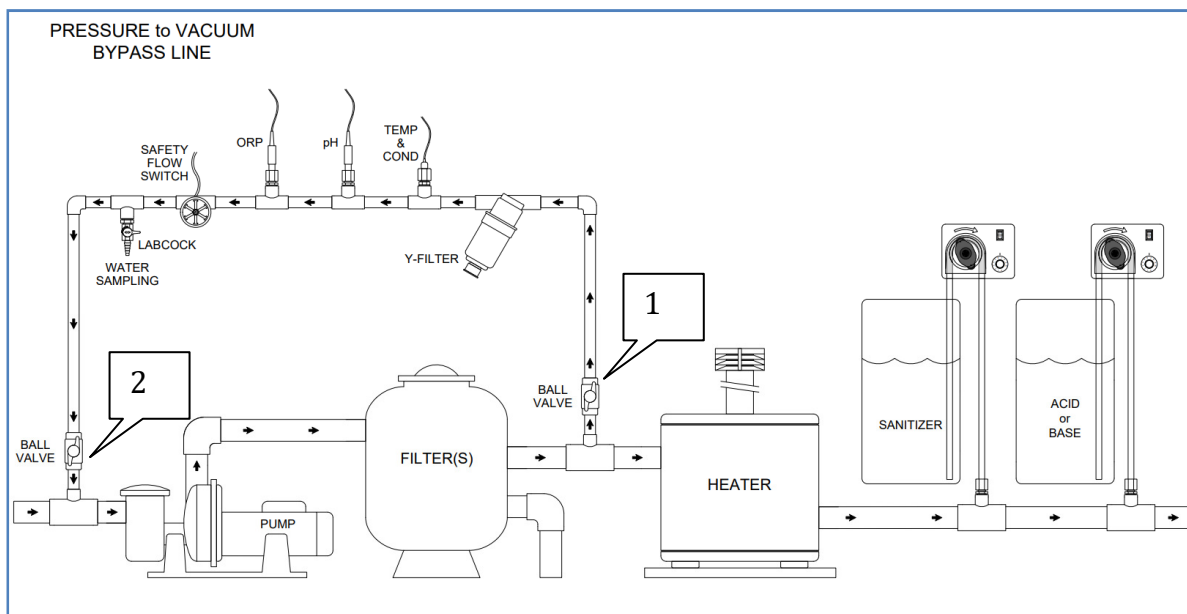 PRESSURE to VACUUM
BYPASS LINE
ORP
pH
TEMP
&
COND
SAFETY
FLOW
SWITCH
LABCOCK
WATER
SAMPLING
Y-FILTER
1
2
BALL
VALVE
BALL
VALVE
PUMP
FILTER(S)
HEATER
SANITIZER
ACID
or
BASE